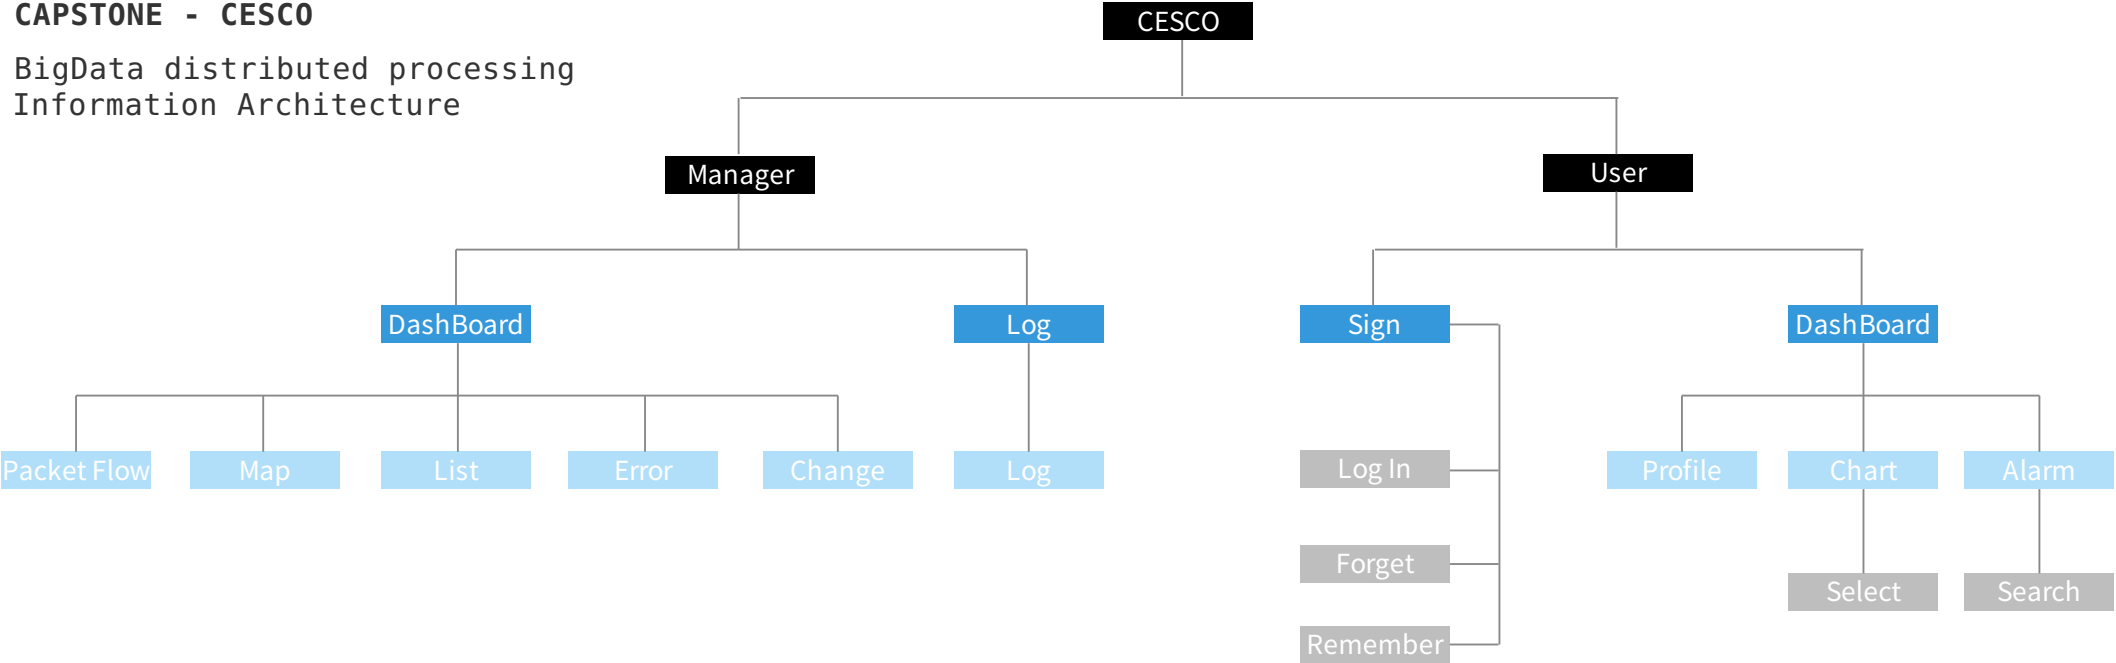 CAPSTONE - CESCO
BigData distributed processing
Information Architecture
CESCO
Manager
User
DashBoard
Log
Sign
DashBoard
Packet Flow
Map
List
Error
Change
Log
Log In
Profile
Chart
Alarm
Forget
Select
Search
Remember